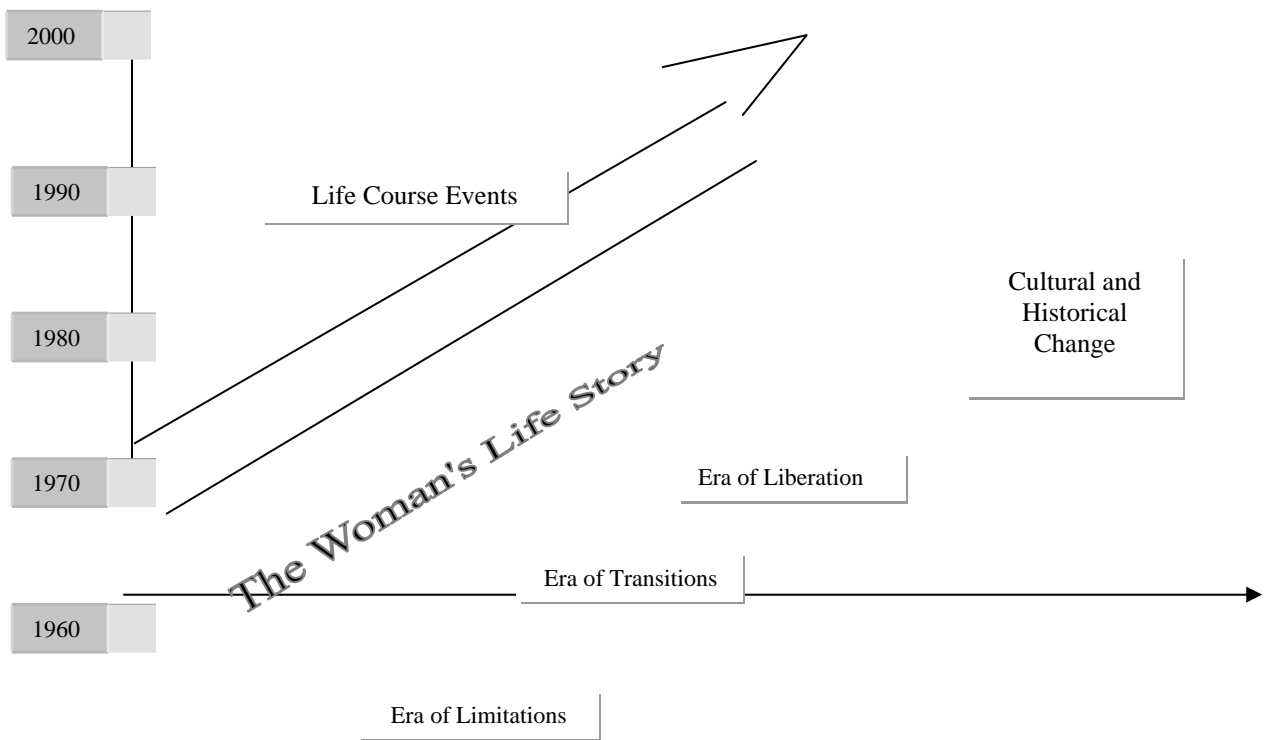 2000
1990
Life Course Events
Cultural and
Historical
Change
1980
The Woman's Life Story
1970
Era of Liberation
Era of Transitions
1960
Era of Limitations